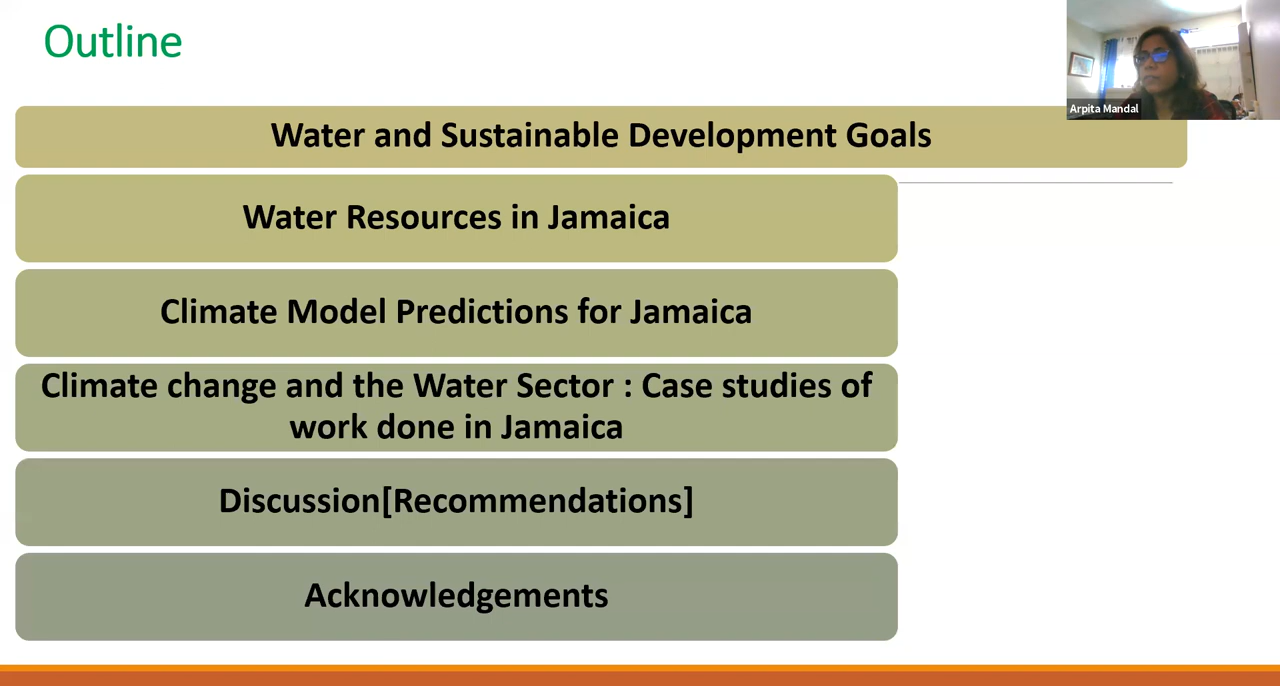 Outline
Arpita Mandal
Water and Sustainable Development Goals
Water Resources in Jamaica
Climate Model Predictions for Jamaica
Climate change and the Water Sector : Case studies of
work done in Jamaica
Discussion[Recommendations]
Acknowledgements